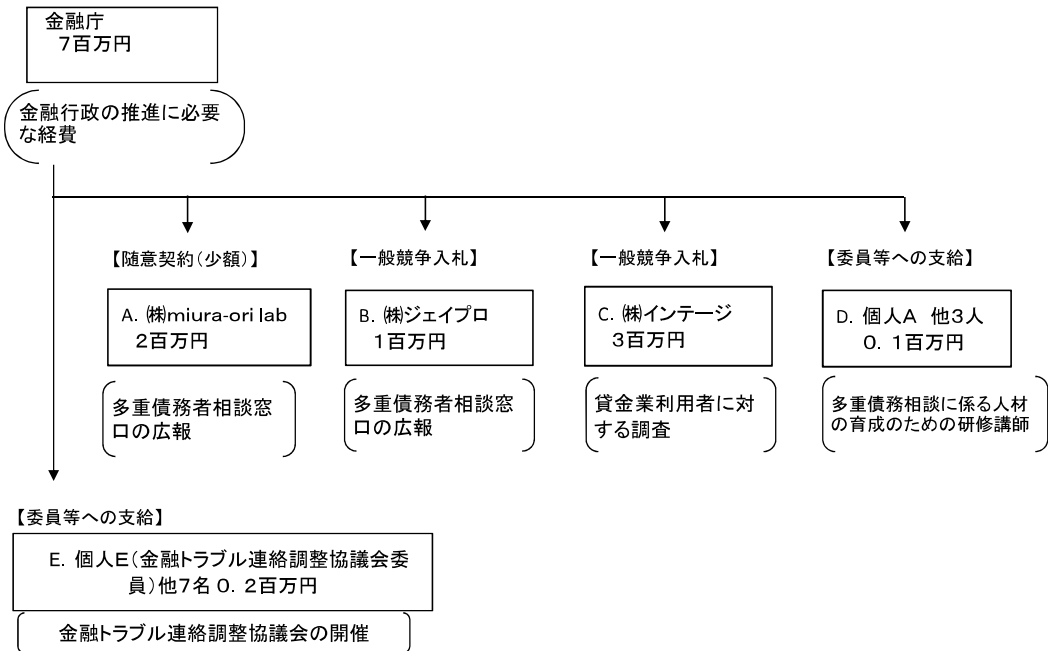 金融庁
7百万円
金融行政の推進に必要
な経費
【随意契約(少額)】
A. ㈱miura-ori lab
2百万円
多重債務者相談窓
口の広報
【一般競争入札】
B. ㈱ジェイプロ
1百万円
多重債務者相談窓
口の広報
【一般競争入札】
C. ㈱インテージ
3百万円
貸金業利用者に対
する調査
【委員等への支給】
D. 個人A 他3人
0. 1百万円
多重債務相談に係る人材
の育成のための研修講師
【委員等への支給】
E. 個人E(金融トラブル連絡調整協議会委
員)他7名 0. 2百万円
金融トラブル連絡調整協議会の開催